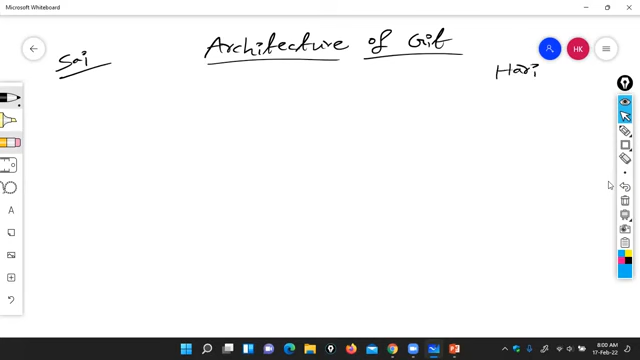 Microsoft Whiteboard
Architecture of Git
Sai
Hari
HK
A
8:00 AM
17-Feb-22